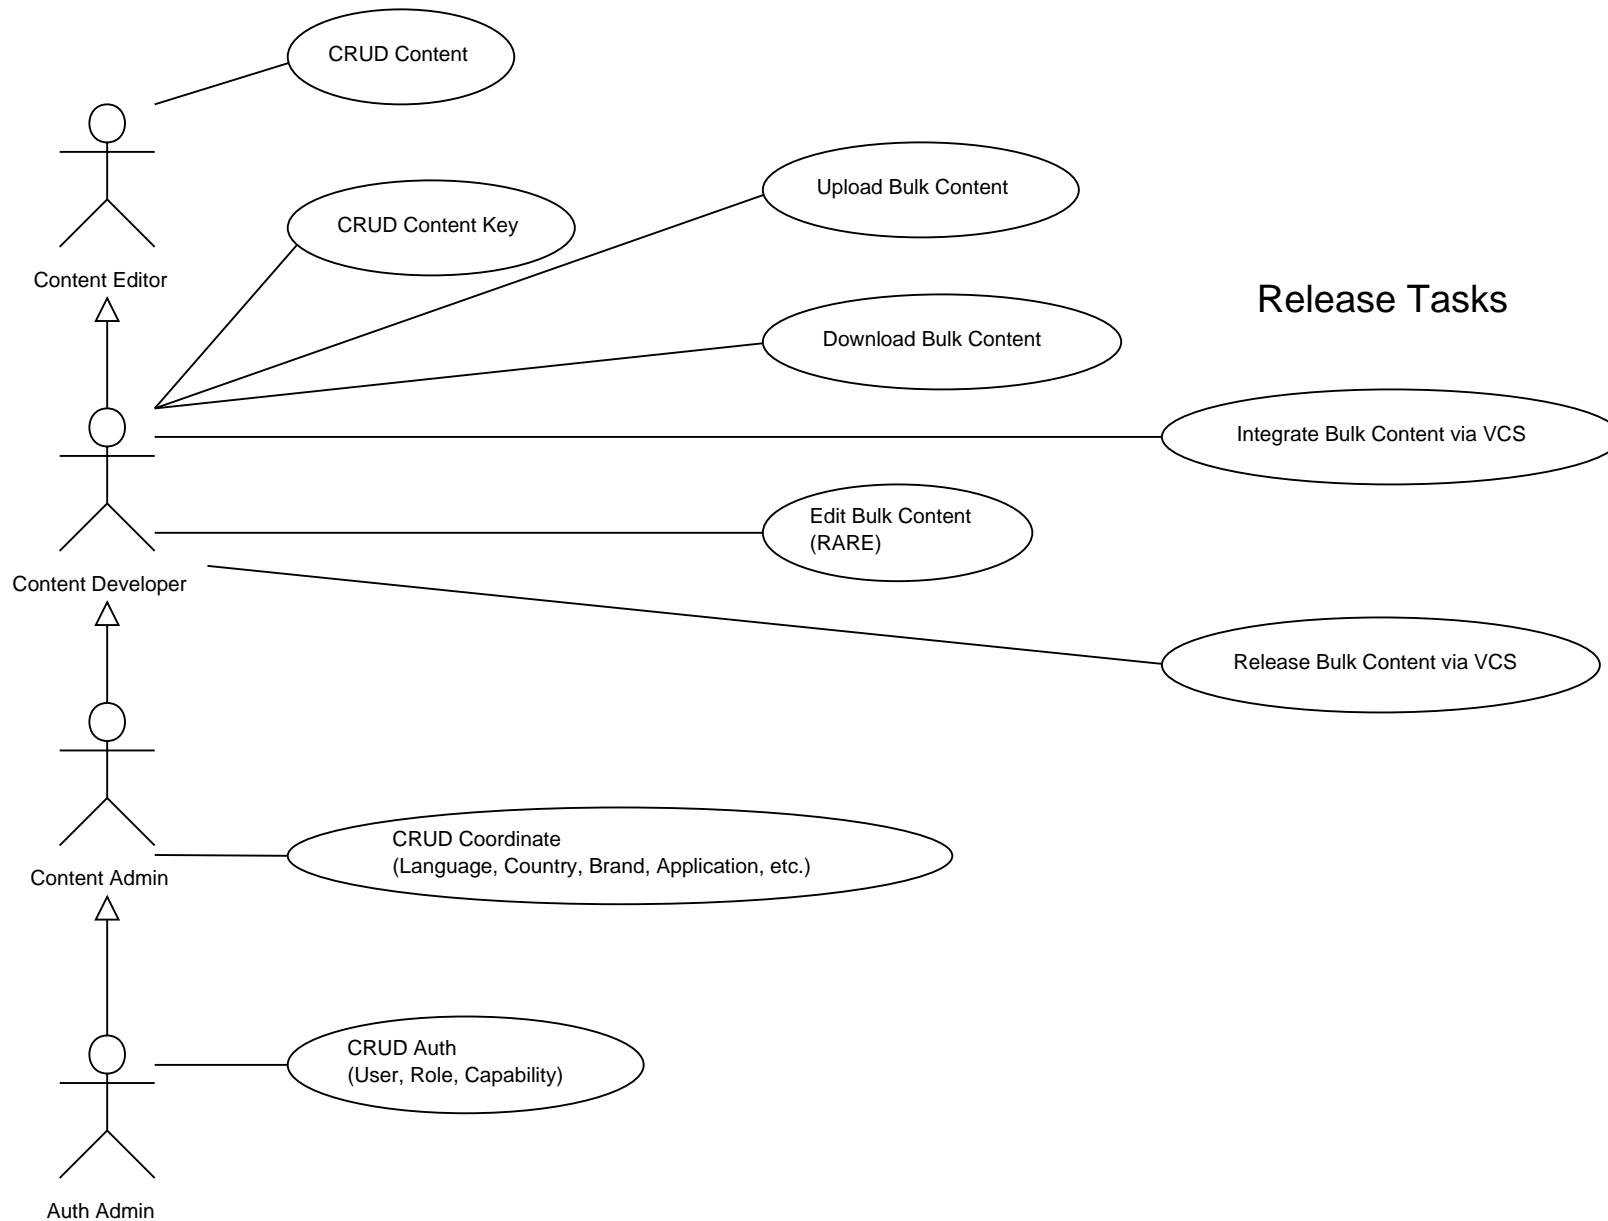 CRUD Content
Upload Bulk Content
CRUD Content Key
Content Editor
Release Tasks
Download Bulk Content
Integrate Bulk Content via VCS
Edit Bulk Content
(RARE)
Content Developer
Release Bulk Content via VCS
CRUD Coordinate
(Language, Country, Brand, Application, etc.)
Content Admin
CRUD Auth
(User, Role, Capability)
Auth Admin